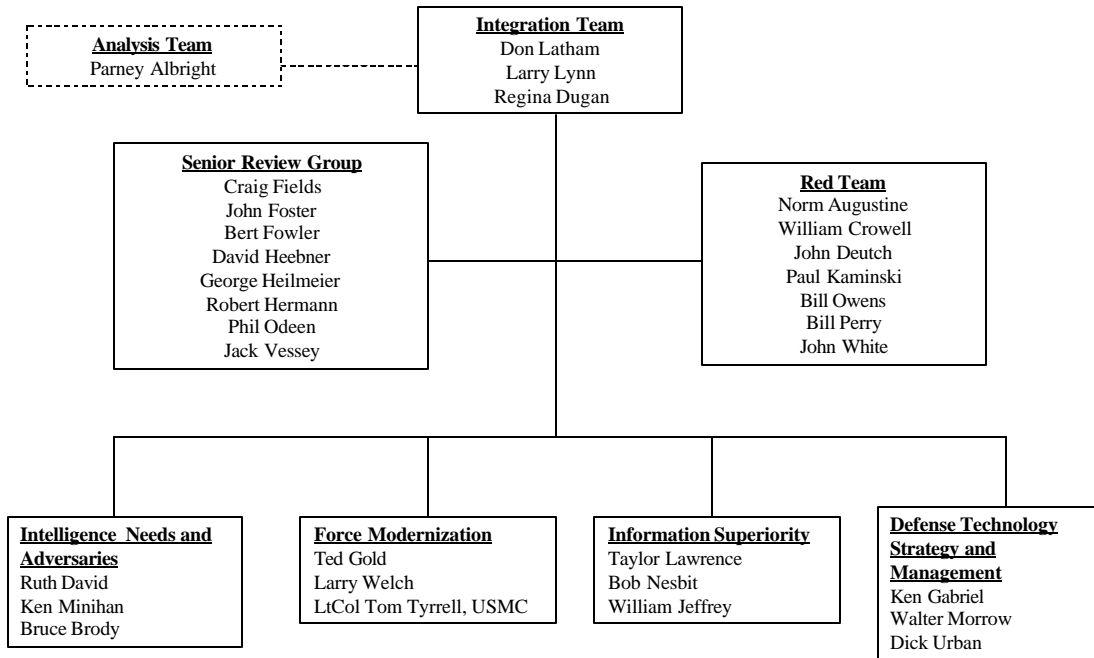 Integration Team
Don Latham
Larry Lynn
Regina Dugan
Analysis Team
Parney Albright
Senior Review Group
Craig Fields
John Foster
Bert Fowler
David Heebner
George Heilmeier
Robert Hermann
Phil Odeen
Jack Vessey
Red Team
Norm Augustine
William Crowell
John Deutch
Paul Kaminski
Bill Owens
Bill Perry
John White
Intelligence Needs and
Adversaries
Ruth David
Ken Minihan
Bruce Brody
Force Modernization
Ted Gold
Larry Welch
LtCol Tom Tyrrell, USMC
Information Superiority
Taylor Lawrence
Bob Nesbit
William Jeffrey
Defense Technology
Strategy and
Management
Ken Gabriel
Walter Morrow
Dick Urban